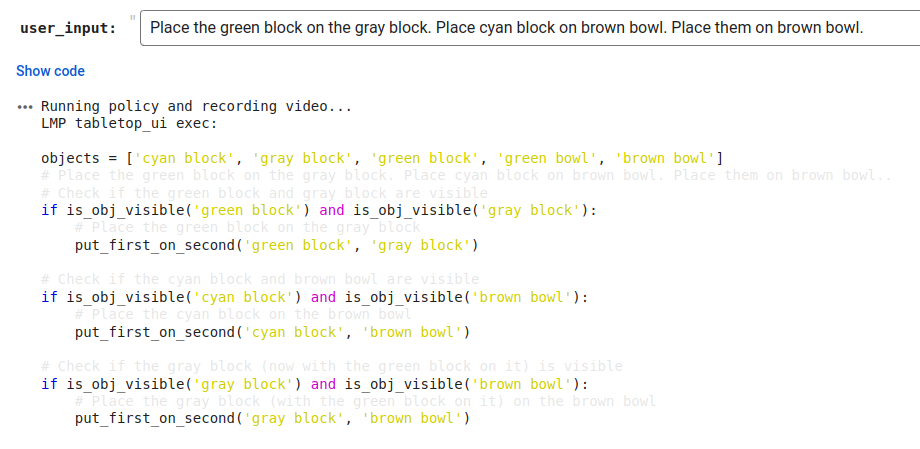 user_input: " Place the green block on the gray block. Place cyan block on brown bowl. Place them on brown bowl.
Show code
••• Running policy and recording video...
LMP tabletop_ui exec:
objects = ['cyan block', 'gray block', 'green block', 'green bowl', 'brown bowl']
# Place the green block on the gray block. Place cyan block on brown bowl. Place them on brown bowl..
# Check if the green block and gray block are visible
if is_obj_visible('green block') and is_obj_visible('gray block'):
    # Place the green block on the gray block
    put_first_on_second('green block', 'gray block')
# Check if the cyan block and brown bowl are visible
if is_obj_visible('cyan block') and is_obj_visible('brown bowl'):
    # Place the cyan block on the brown bowl
    put_first_on_second('cyan block', 'brown bowl')
# Check if the gray block (now with the green block on it) is visible
if is_obj_visible('gray block') and is_obj_visible('brown bowl'):
    # Place the gray block (with the green block on it) on the brown bowl
    put_first_on_second('gray block', 'brown bowl')